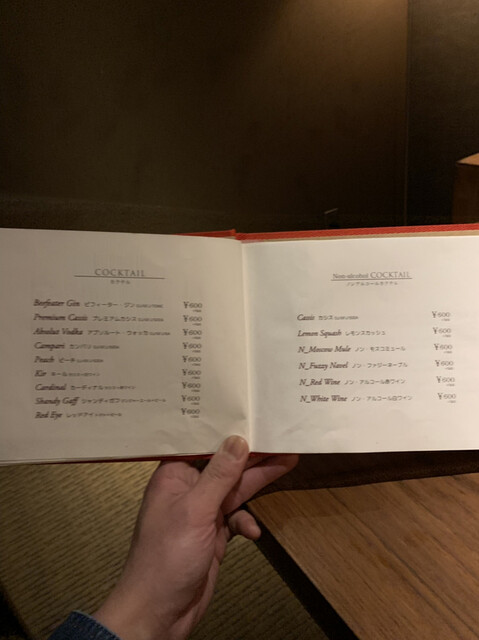 COCKTAIL
カクテル
Beefeater Gin ビフィーター ジン ¥600
Premium Cassis プレミアムカシス ¥600
Absolut Vodka アブソルート ウォッカ ¥600
Campari カンパリ ¥600
Peach ピーチ ¥600
Kir キール ¥600
Cardinal カーディナル ¥600
Shandy Gaff シャンディガフ ¥600
Red Eye レッドアイ ¥600
Non-alcohol COCKTAIL
ノンアルコールカクテル
Cassis カシス ¥600
Lemon Squash レモンスカッシュ ¥600
N_Moscow Mule ノン・モスコミュール ¥600
N_Fuzzy Navel ノン・ファジーネーブル ¥600
N_Red Wine ノン・アルコール赤ワイン ¥600
N_White Wine ノン・アルコール白ワイン ¥600